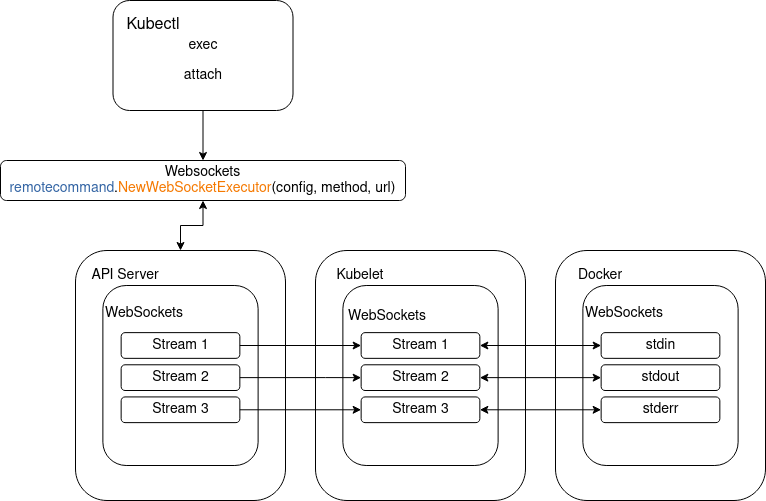 Kubectl
exec
attach
Websockets
remotecommand.NewWebSocketExecutor(config, method, url)
API Server
WebSockets
Stream 1
Stream 2
Stream 3
Kubelet
WebSockets
Stream 1
Stream 2
Stream 3
Docker
WebSockets
stdin
stdout
stderr